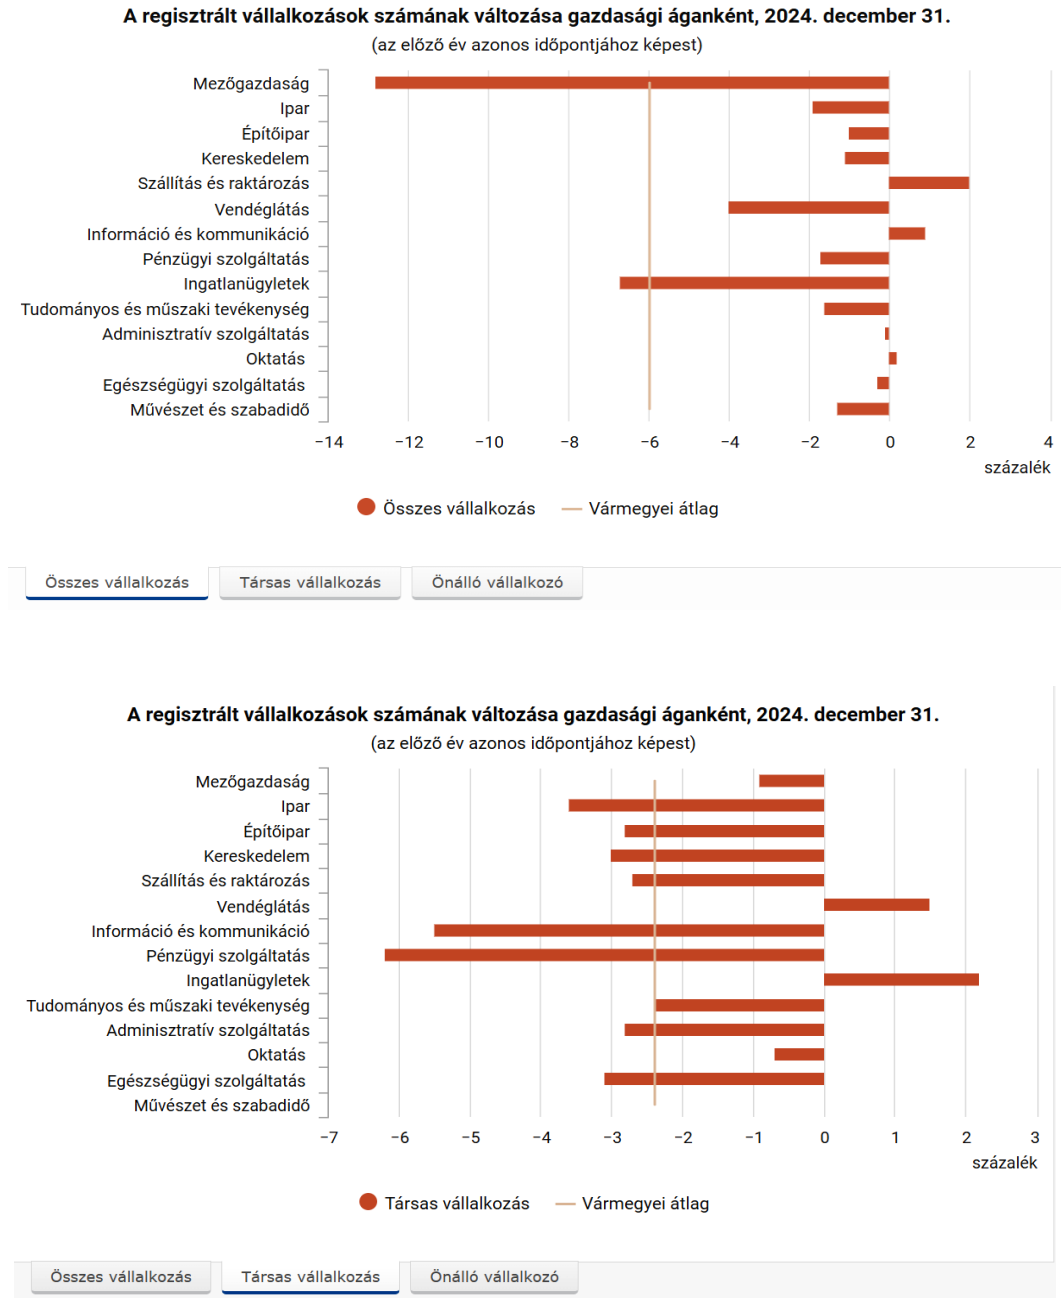 A regisztrált vállalkozások számának változása gazdasági áganként, 2024. december 31.
(az előző év azonos időpontjához képest)
Mezőgazdaság
Ipar
Építőipar
Kereskedelem
Szállítás és raktározás
Vendéglátás
Információ és kommunikáció
Pénzügyi szolgáltatás
Ingatlanügyletek
Tudományos és műszaki tevékenység
Adminisztratív szolgáltatás
Oktatás
Egészségügyi szolgáltatás
Művészet és szabadidő
−14 −12 −10 −8 −6 −4 −2 0 2 4
százalék
Összes vállalkozás Vármegyei átlag
Összes vállalkozás Társas vállalkozás Önálló vállalkozó
A regisztrált vállalkozások számának változása gazdasági áganként, 2024. december 31.
(az előző év azonos időpontjához képest)
Mezőgazdaság
Ipar
Építőipar
Kereskedelem
Szállítás és raktározás
Vendéglátás
Információ és kommunikáció
Pénzügyi szolgáltatás
Ingatlanügyletek
Tudományos és műszaki tevékenység
Adminisztratív szolgáltatás
Oktatás
Egészségügyi szolgáltatás
Művészet és szabadidő
−7 −6 −5 −4 −3 −2 −1 0 1 2 3
százalék
Társas vállalkozás Vármegyei átlag
Összes vállalkozás Társas vállalkozás Önálló vállalkozó